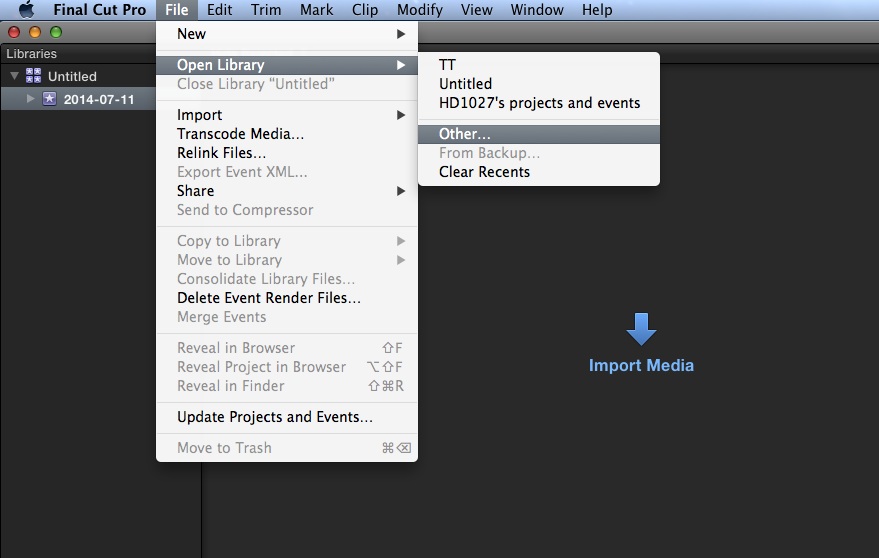 Final Cut Pro File Edit Trim Mark Clip Modify View Window Help
Libraries
Untitled
2014-07-11
New
Open Library
Close Library “Untitled”
Import
Transcode Media...
Relink Files...
Export Event XML...
Share
Send to Compressor
Copy to Library
Move to Library
Consolidate Library Files...
Delete Event Render Files...
Merge Events
Reveal in Browser ⇧F
Reveal Project in Browser ⌥⇧F
Reveal in Finder ⇧⌘R
Update Projects and Events...
Move to Trash ⌘⌫
TT
Untitled
HD1027's projects and events
Other...
From Backup...
Clear Recents
Import Media